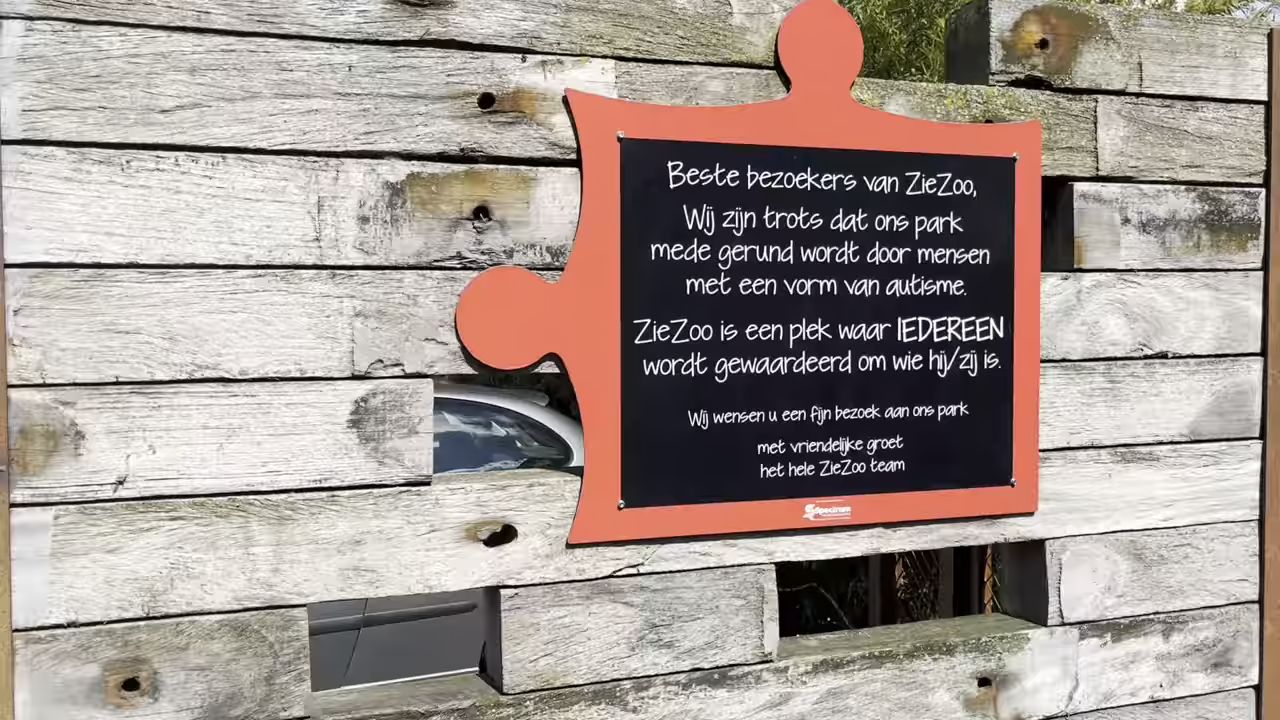 Beste bezoekers van ZieZoo,
Wij zijn trots dat ons park
mede gerund wordt door mensen
met een vorm van autisme.
ZieZoo is een plek waar IEDEREEN
wordt gewaardeerd om wie hij/zij is.
Wij wensen u een fijn bezoek aan ons park
met vriendelijke groet
het hele ZieZoo team
Spectrum